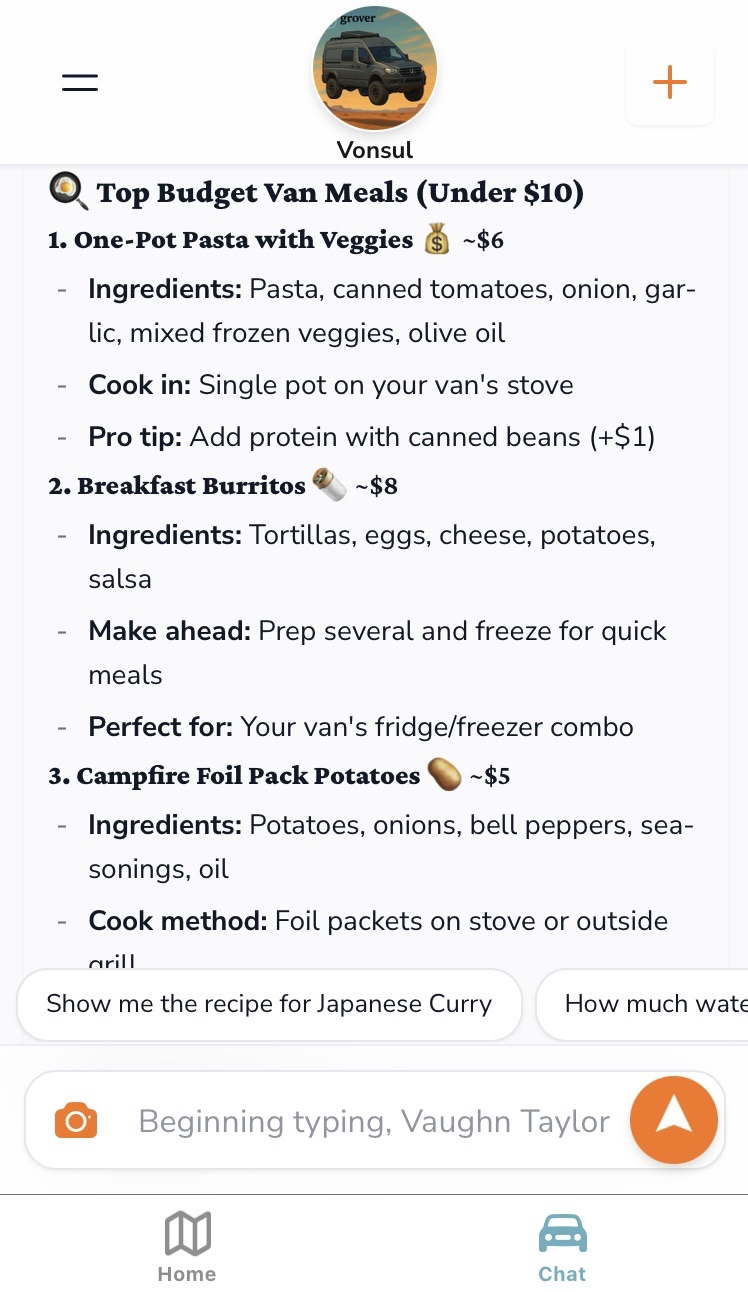 grover
Vonsul
🍳 Top Budget Van Meals (Under $10)
1. One-Pot Pasta with Veggies 💰 ~$6
- Ingredients: Pasta, canned tomatoes, onion, gar-
lic, mixed frozen veggies, olive oil
- Cook in: Single pot on your van's stove
- Pro tip: Add protein with canned beans (+$1)
2. Breakfast Burritos 🌯 ~$8
- Ingredients: Tortillas, eggs, cheese, potatoes,
salsa
- Make ahead: Prep several and freeze for quick
meals
- Perfect for: Your van's fridge/freezer combo
3. Campfire Foil Pack Potatoes 🥔 ~$5
- Ingredients: Potatoes, onions, bell peppers, sea-
sonings, oil
- Cook method: Foil packets on stove or outside
grill
Show me the recipe for Japanese Curry
How much wate
Beginning typing, Vaughn Taylor
Home
Chat